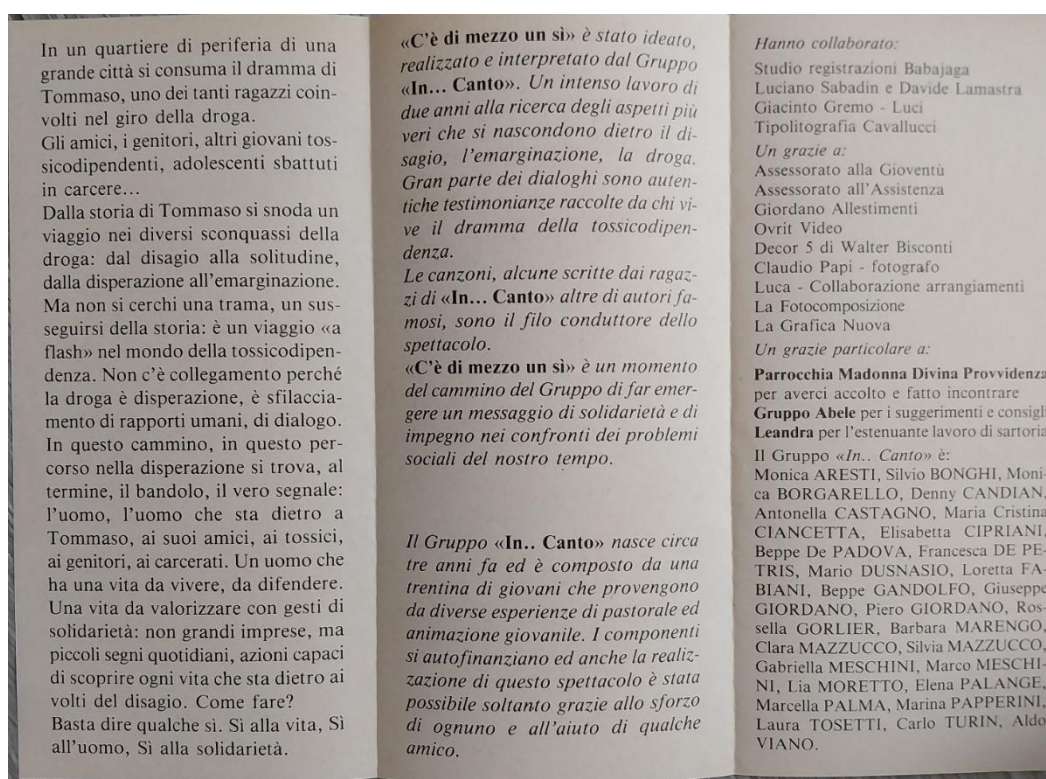 In un quartiere di periferia di una
grande città si consuma il dramma di
Tommaso, uno dei tanti ragazzi coin-
volti nel giro della droga.
Gli amici, i genitori, altri giovani tos-
sicodipendenti, adolescenti sbattuti
in carcere...
Dalla storia di Tommaso si snoda un
viaggio nei diversi sconquassi della
droga: dal disagio alla solitudine,
dalla disperazione all'emarginazione.
Ma non si cerchi una trama, un sus-
seguirsi della storia: è un viaggio «a
flash» nel mondo della tossicodipen-
denza. Non c'è collegamento perché
la droga è disperazione, è sfilaccia-
mento di rapporti umani, di dialogo.
In questo cammino, in questo per-
corso nella disperazione si trova, al
termine, il bandolo, il vero segnale:
l'uomo, l'uomo che sta dietro a
Tommaso, ai suoi amici, ai tossici,
ai genitori, ai carcerati. Un uomo che
ha una vita da vivere, da difendere.
Una vita da valorizzare con gesti di
solidarietà: non grandi imprese, ma
piccoli segni quotidiani, azioni capaci
di scoprire ogni vita che sta dietro ai
volti del disagio. Come fare?
Basta dire qualche sì. Sì alla vita, Sì
all'uomo, Sì alla solidarietà.
«C'è di mezzo un sì» è stato ideato,
realizzato e interpretato dal Gruppo
«In... Canto». Un intenso lavoro di
due anni alla ricerca degli aspetti più
veri che si nascondono dietro il di-
sagio, l'emarginazione, la droga.
Gran parte dei dialoghi sono auten-
tiche testimonianze raccolte da chi vi-
ve il dramma della tossicodipen-
denza.
Le canzoni, alcune scritte dai ragaz-
zi di «In... Canto» altre di autori fa-
mosi, sono il filo conduttore dello
spettacolo.
«C'è di mezzo un sì» è un momento
del cammino del Gruppo di far emer-
gere un messaggio di solidarietà e di
impegno nei confronti dei problemi
sociali del nostro tempo.
Il Gruppo «In.. Canto» nasce circa
tre anni fa ed è composto da una
trentina di giovani che provengono
da diverse esperienze di pastorale ed
animazione giovanile. I componenti
si autofinanziano ed anche la realiz-
zazione di questo spettacolo è stata
possibile soltanto grazie allo sforzo
di ognuno e all'aiuto di qualche
amico.
Hanno collaborato:
Studio registrazioni Babajaga
Luciano Sabadin e Davide Lamastra
Giacinto Gremo - Luci
Tipolitografia Cavallucci
Un grazie a:
Assessorato alla Gioventù
Assessorato all'Assistenza
Giordano Allestimenti
Ovrit Video
Decor 5 di Walter Bisconti
Claudio Papi - fotografo
Luca - Collaborazione arrangiamenti
La Fotocomposizione
La Grafica Nuova
Un grazie particolare a:
Parrocchia Madonna Divina Provvidenza
per averci accolto e fatto incontrare
Gruppo Abele per i suggerimenti e consigli
Leandra per l'estenuante lavoro di sartoria
Il Gruppo «In.. Canto» è:
Monica ARESTI, Silvio BONGHI, Moni-
ca BORGARELLO, Denny CANDIAN,
Antonella CASTAGNO, Maria Cristina
CIANCETTA, Elisabetta CIPRIANI,
Beppe De PADOVA, Francesca DE PE-
TRIS, Mario DUSNASIO, Loretta FA-
BIANI, Beppe GANDOLFO, Giuseppe
GIORDANO, Piero GIORDANO, Ros-
sella GORLIER, Barbara MARENGO,
Clara MAZZUCCO, Silvia MAZZUCCO,
Gabriella MESCHINI, Marco MESCHI-
NI, Lia MORETTO, Elena PALANGE,
Marcella PALMA, Marina PAPPERINI,
Laura TOSETTI, Carlo TURIN, Aldo
VIANO.